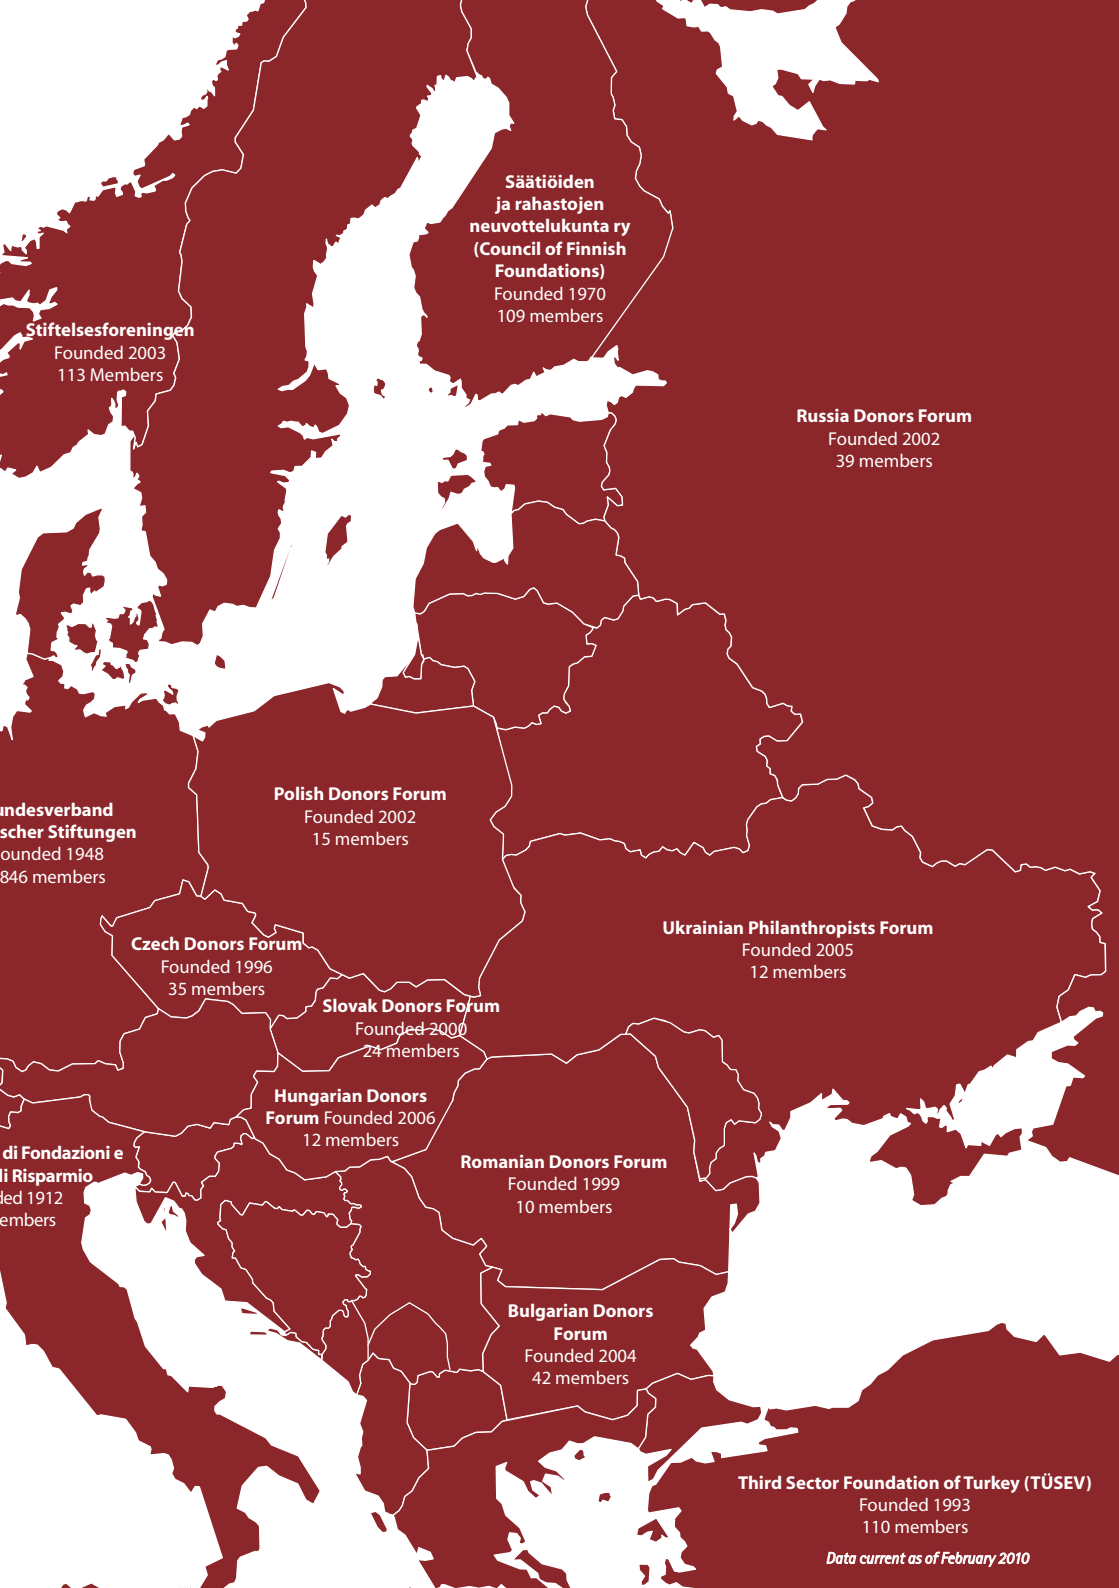 Säätiöiden
ja rahastojen
neuvottelukunta ry
(Council of Finnish
Foundations)
Founded 1970
109 members
Stiftelsesforeningen
Founded 2003
113 Members
Russia Donors Forum
Founded 2002
39 members
Polish Donors Forum
Founded 2002
15 members
undesverband
scher Stiftungen
ounded 1948
846 members
Ukrainian Philanthropists Forum
Founded 2005
12 members
Czech Donors Forum
Founded 1996
35 members
Slovak Donors Forum
Founded 2000
24 members
Hungarian Donors
Forum Founded 2006
12 members
di Fondazioni e
di Risparmio
ded 1912
embers
Romanian Donors Forum
Founded 1999
10 members
Bulgarian Donors
Forum
Founded 2004
42 members
Third Sector Foundation of Turkey (TÜSEV)
Founded 1993
110 members
Data current as of February 2010